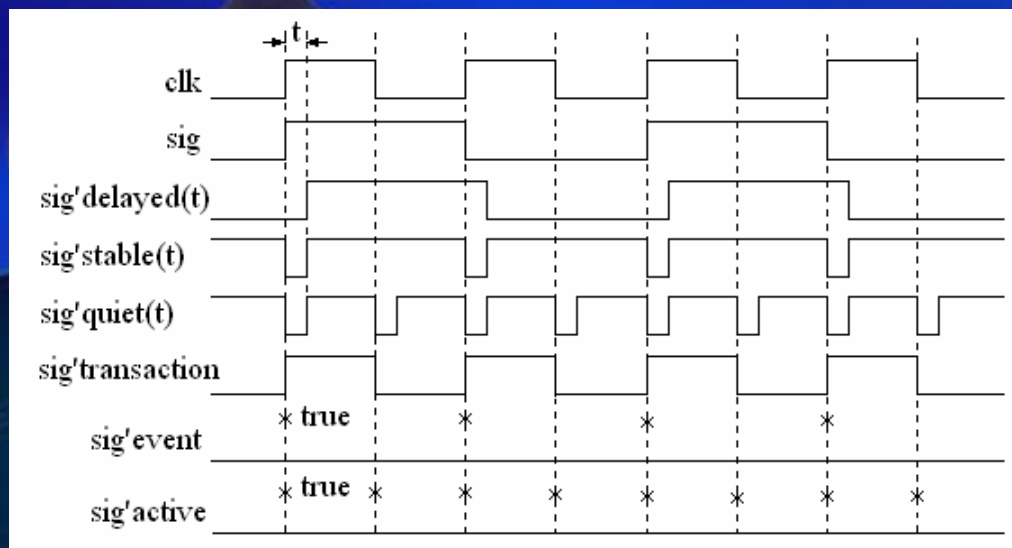 t
clk
sig
sig'delayed(t)
sig'stable(t)
sig'quiet(t)
sig'transaction
true
sig'event
true
sig'active